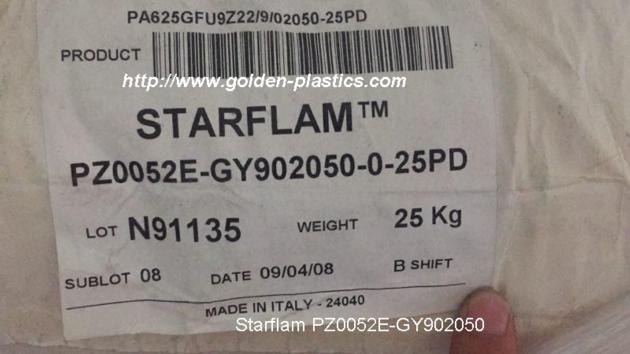 PA625GFU9Z22/9/02050-25PD
PRODUCT
http://www.golden-plastics.com
STARFLAM™
PZ0052E-GY902050-0-25PD
LOT N91135 WEIGHT 25 Kg
SUBLOT 08 DATE 09/04/08 B SHIFT
MADE IN ITALY - 24040
Starflam PZ0052E-GY902050